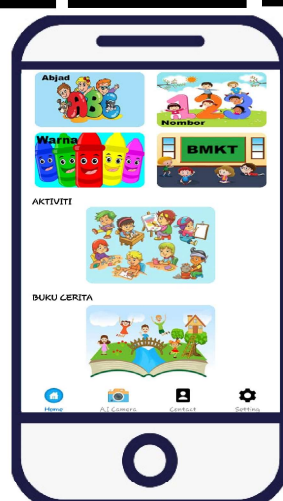 Abjad
ABC
123
Nombor
Warna
BMKT
AKTIVITI
BUKU CERITA
Home
A.I Camera
Contact
Setting